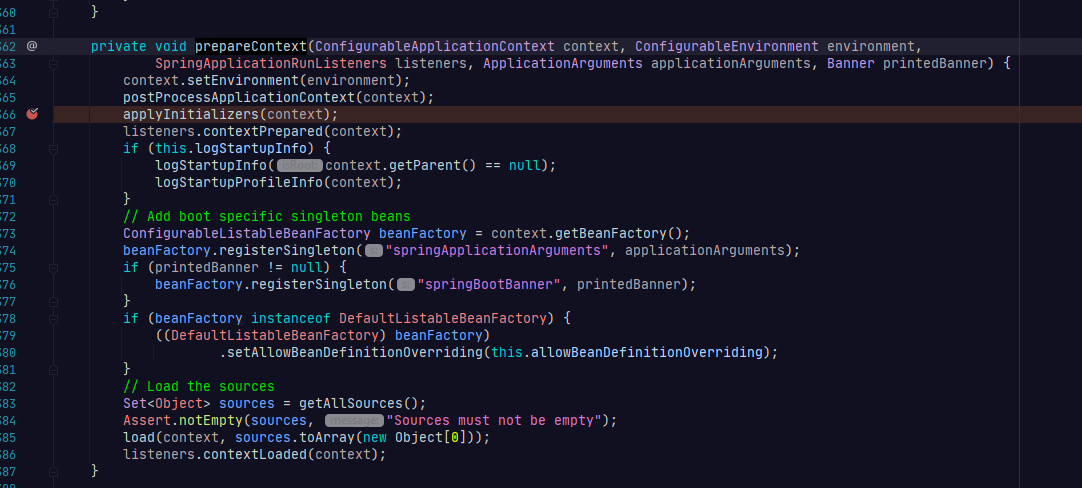 360 }
361
362 @ private void prepareContext(ConfigurableApplicationContext context, ConfigurableEnvironment environment,
363 SpringApplicationRunListeners listeners, ApplicationArguments applicationArguments, Banner printedBanner) {
364 context.setEnvironment(environment);
365 postProcessApplicationContext(context);
366 applyInitializers(context);
367 listeners.contextPrepared(context);
368 if (this.logStartupInfo) {
369 logStartupInfo( isRoot: context.getParent() == null);
370 logStartupProfileInfo(context);
371 }
372 // Add boot specific singleton beans
373 ConfigurableListableBeanFactory beanFactory = context.getBeanFactory();
374 beanFactory.registerSingleton( s: "springApplicationArguments", applicationArguments);
375 if (printedBanner != null) {
376 beanFactory.registerSingleton( s: "springBootBanner", printedBanner);
377 }
378 if (beanFactory instanceof DefaultListableBeanFactory) {
379 ((DefaultListableBeanFactory) beanFactory)
380 .setAllowBeanDefinitionOverriding(this.allowBeanDefinitionOverriding);
381 }
382 // Load the sources
383 Set<Object> sources = getAllSources();
384 Assert.notEmpty(sources, message: "Sources must not be empty");
385 load(context, sources.toArray(new Object[0]));
386 listeners.contextLoaded(context);
387 }
388